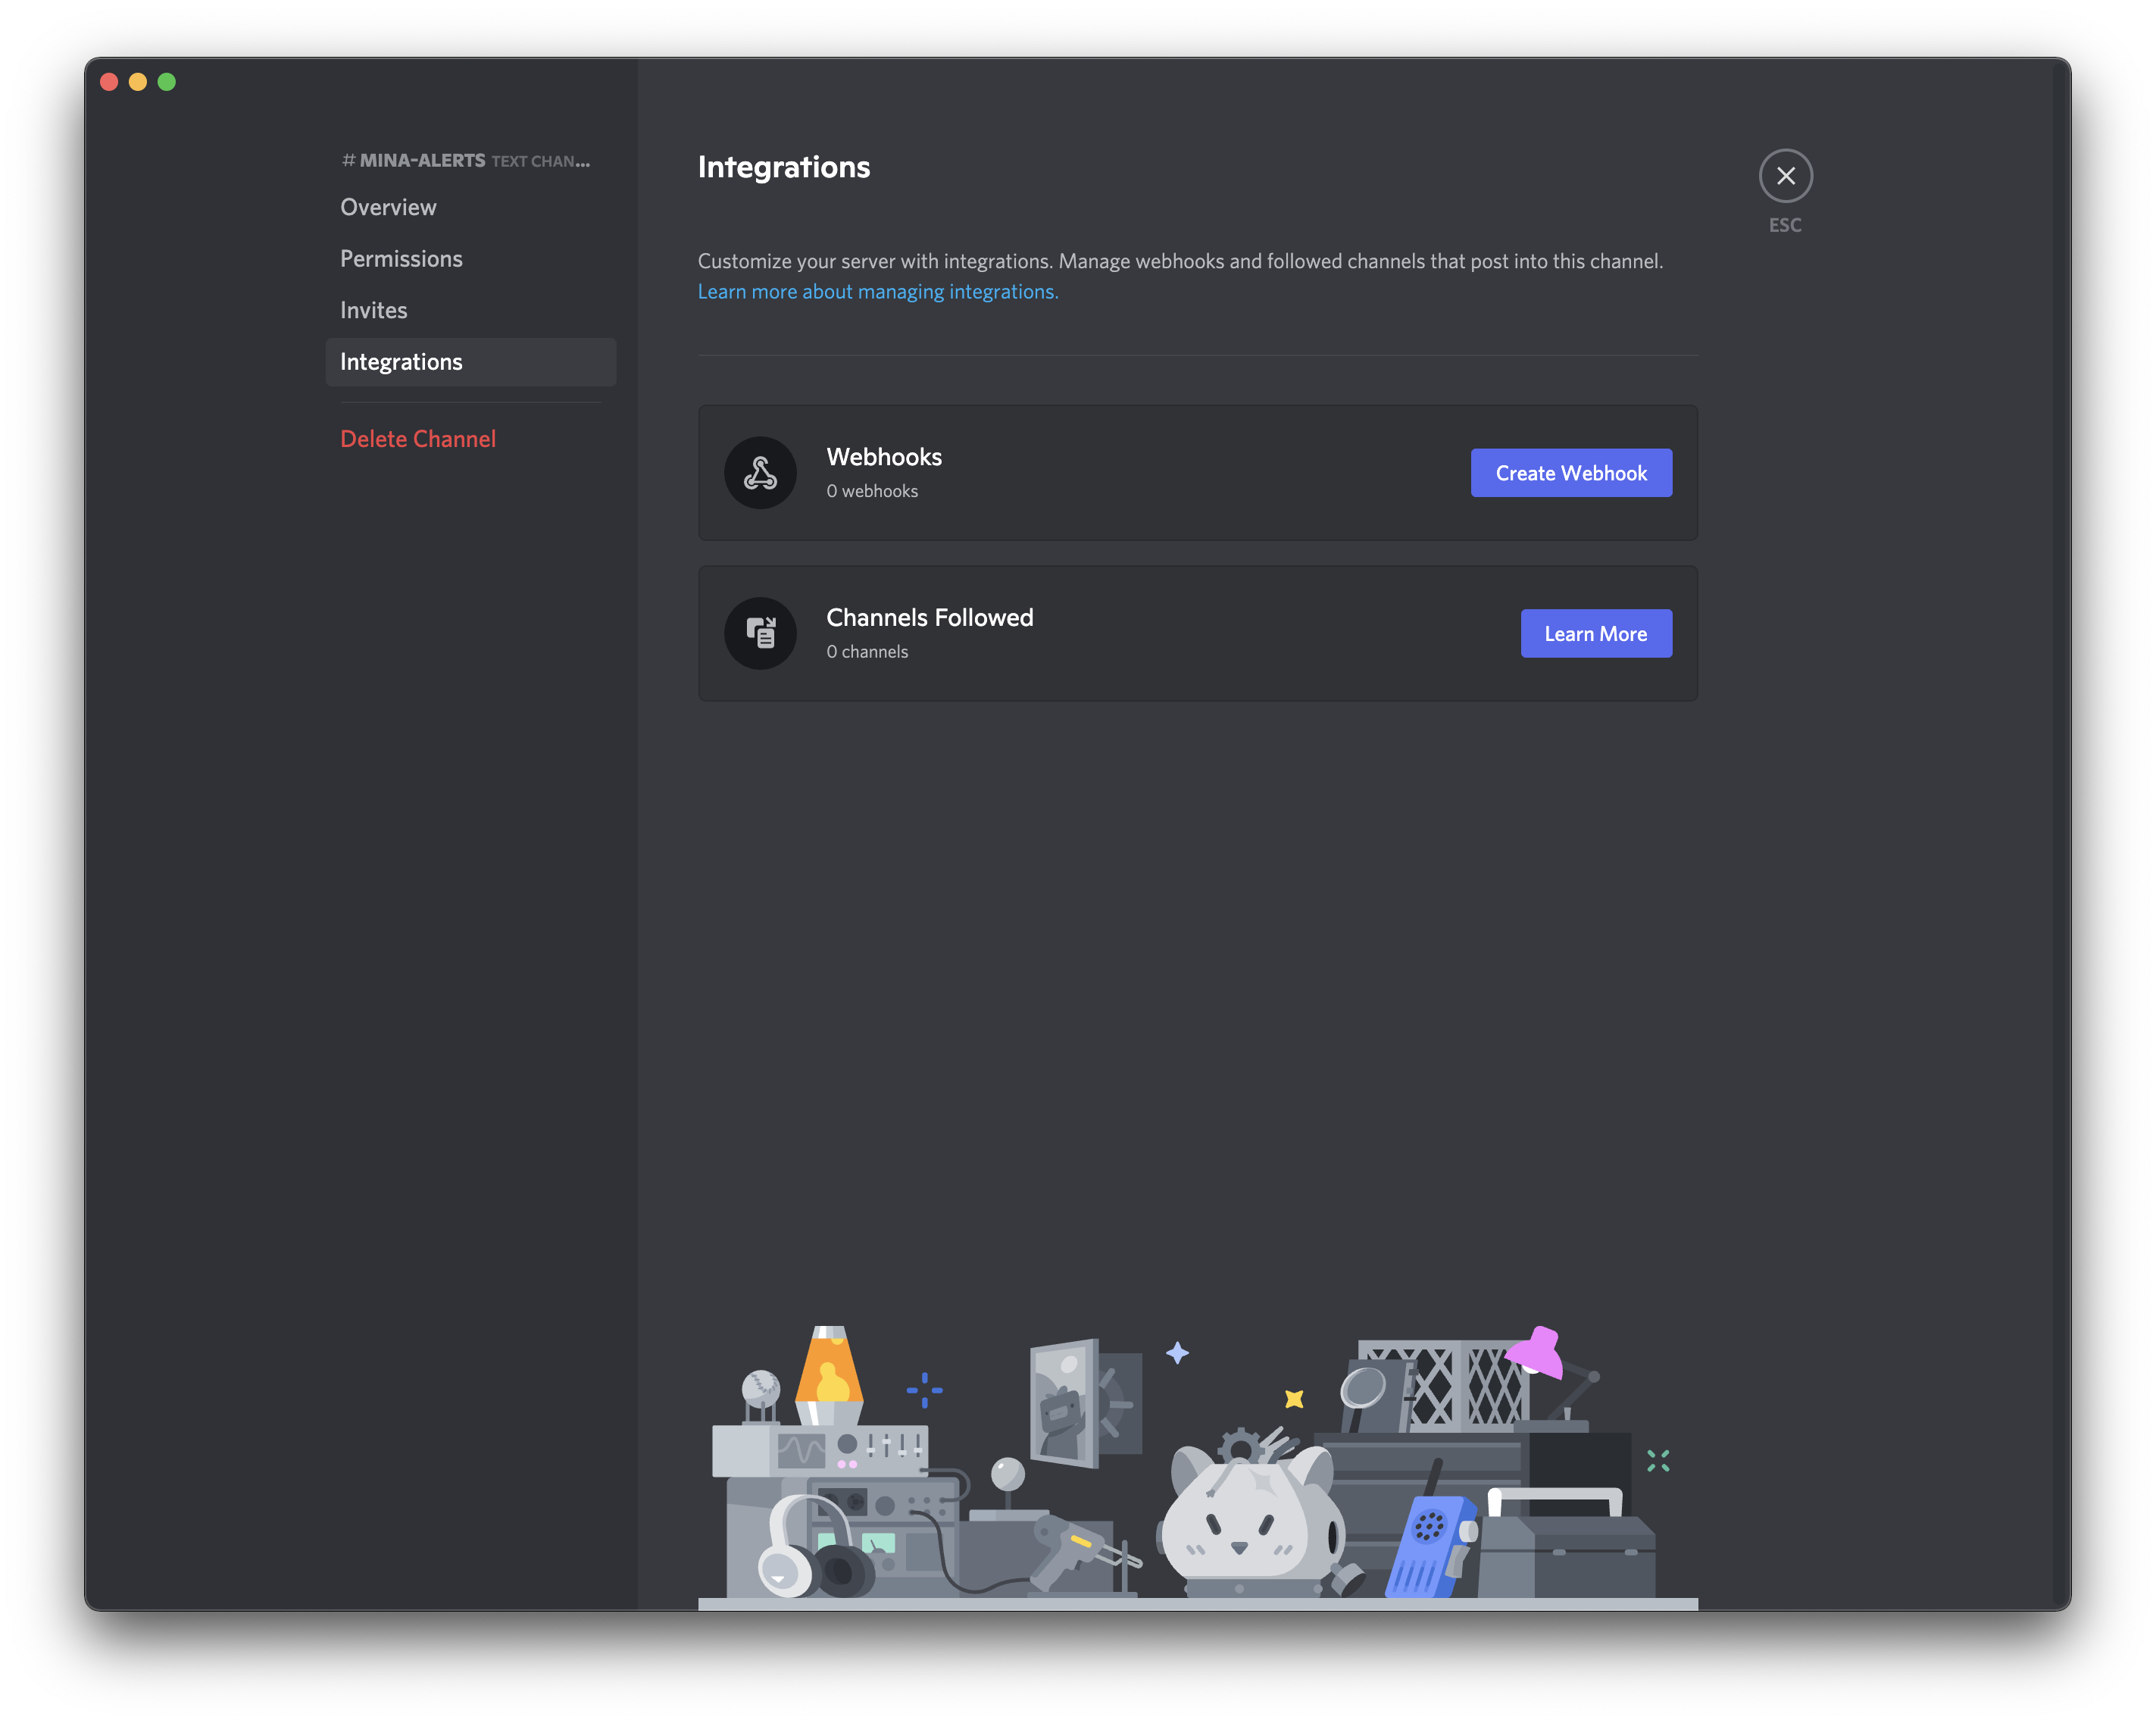 # MINA-ALERTS TEXT CHAN...
Overview
Permissions
Invites
Integrations
Delete Channel
Integrations
ESC
Customize your server with integrations. Manage webhooks and followed channels that post into this channel.
Learn more about managing integrations.
Webhooks
0 webhooks
Create Webhook
Channels Followed
0 channels
Learn More